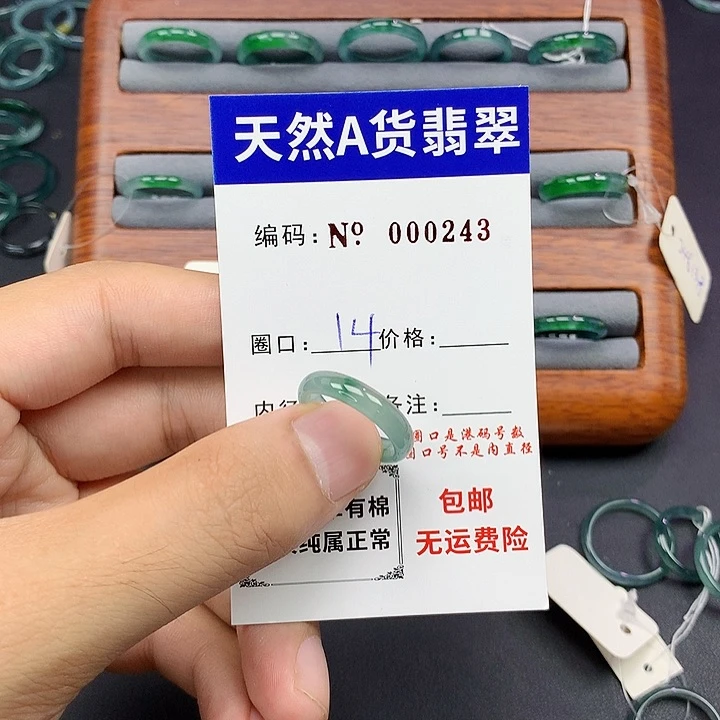 天然A货翡翠
编码: Nº 000243
圈口: 14 价格:
内 备注:
圈口是港码号数
圈口号不是内直径
有棉
纯属正常
包邮
无运费险